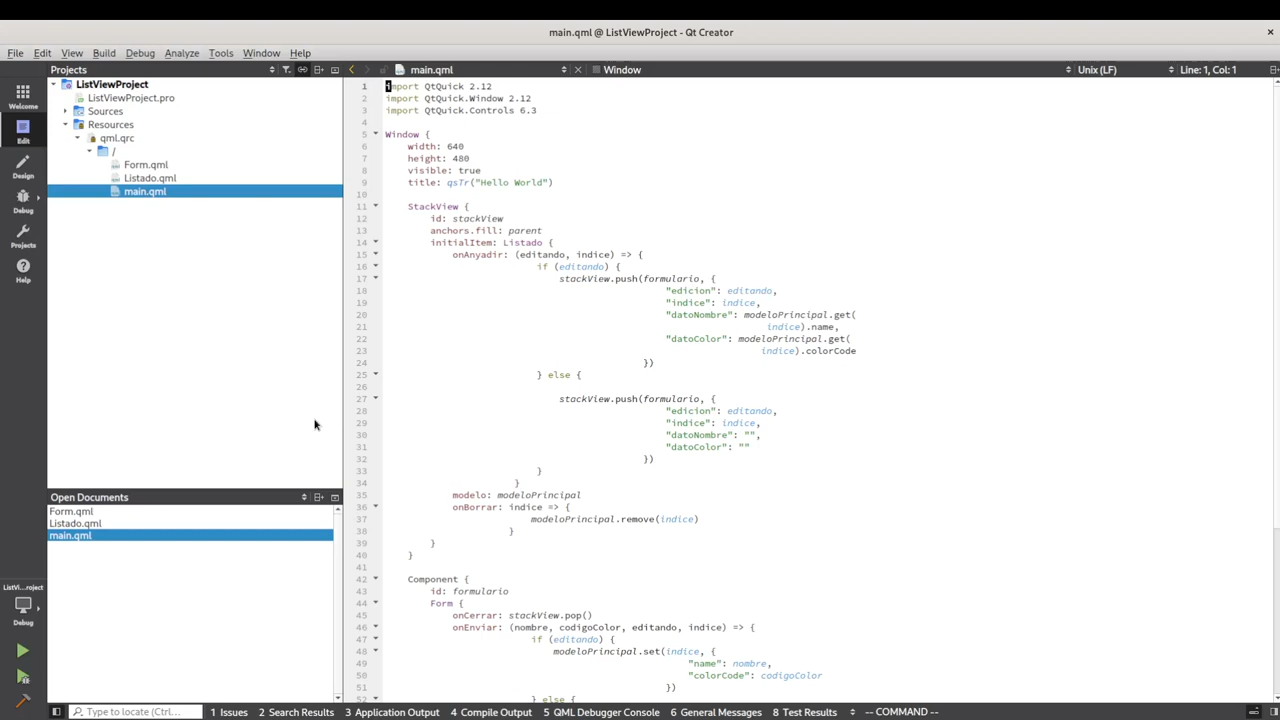 main.qml @ ListViewProject - Qt Creator
File Edit View Build Debug Analyze Tools Window Help
Projects
main.qml
Window
Unix (LF)
Line: 1, Col: 1
Welcome
Edit
Design
Debug
Projects
Help
ListViewProject
ListViewProject.pro
Sources
Resources
qml.qrc
/
Form.qml
Listado.qml
main.qml
Open Documents
Form.qml
Listado.qml
main.qml
ListVi...roject
Debug
1 import QtQuick 2.12
2 import QtQuick.Window 2.12
3 import QtQuick.Controls 6.3
4
5 Window {
6 width: 640
7 height: 480
8 visible: true
9 title: qsTr("Hello World")
10
11 StackView {
12 id: stackView
13 anchors.fill: parent
14 initialItem: Listado {
15 onAnyadir: (editando, indice) => {
16 if (editando) {
17 stackView.push(formulario, {
18 "edicion": editando,
19 "indice": indice,
20 "datoNombre": modeloPrincipal.get(
21 indice).name,
22 "datoColor": modeloPrincipal.get(
23 indice).colorCode
24 })
25 } else {
26
27 stackView.push(formulario, {
28 "edicion": editando,
29 "indice": indice,
30 "datoNombre": "",
31 "datoColor": ""
32 })
33 }
34 }
35 modelo: modeloPrincipal
36 onBorrar: indice => {
37 modeloPrincipal.remove(indice)
38 }
39 }
40 }
41
42 Component {
43 id: formulario
44 Form {
45 onCerrar: stackView.pop()
46 onEnviar: (nombre, codigoColor, editando, indice) => {
47 if (editando) {
48 modeloPrincipal.set(indice, {
49 "name": nombre,
50 "colorCode": codigoColor
51 })
52 } else {
Type to locate (Ctrl...
1 Issues 2 Search Results 3 Application Output 4 Compile Output 5 QML Debugger Console 6 General Messages 8 Test Results -- COMMAND --